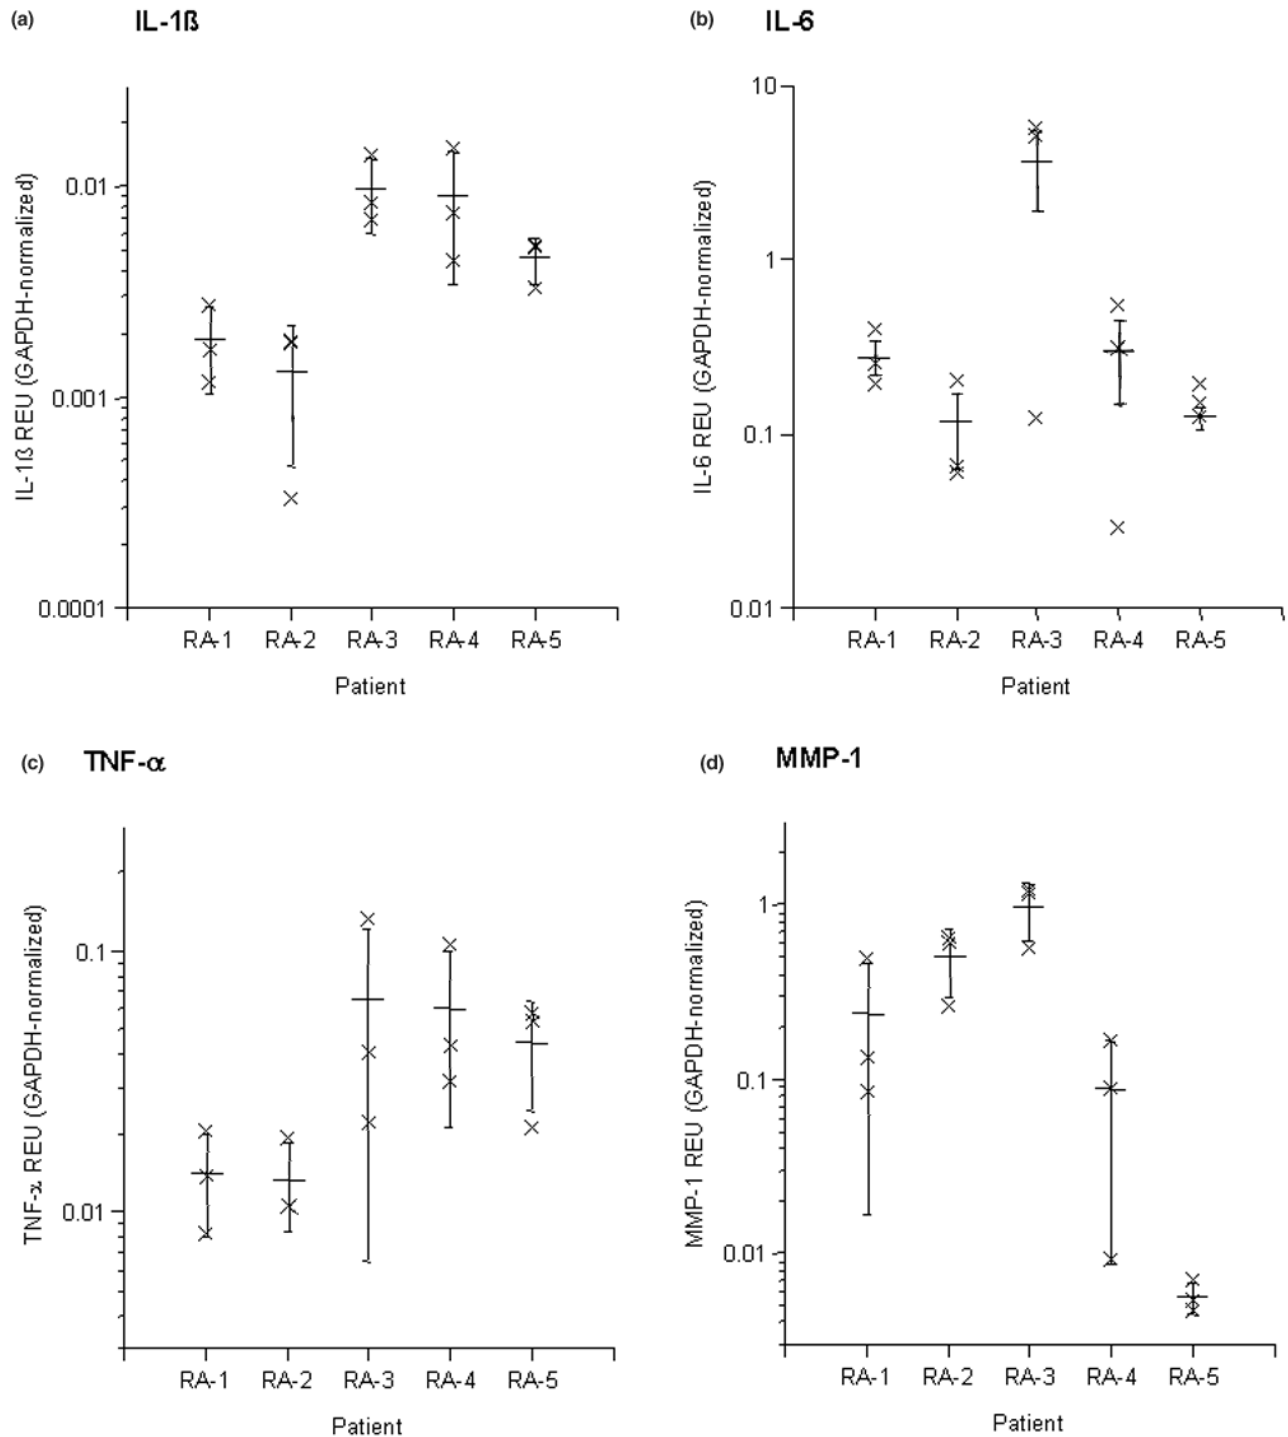 (a) IL-1ß
IL-1ß REU (GAPDH-normalized)
0.01
0.001
0.0001
RA-1 RA-2 RA-3 RA-4 RA-5
Patient
(b) IL-6
IL-6 REU (GAPDH-normalized)
10
1
0.1
0.01
RA-1 RA-2 RA-3 RA-4 RA-5
Patient
(c) TNF-α
TNF-α REU (GAPDH-normalized)
0.1
0.01
RA-1 RA-2 RA-3 RA-4 RA-5
Patient
(d) MMP-1
MMP-1 REU (GAPDH-normalized)
1
0.1
0.01
RA-1 RA-2 RA-3 RA-4 RA-5
Patient